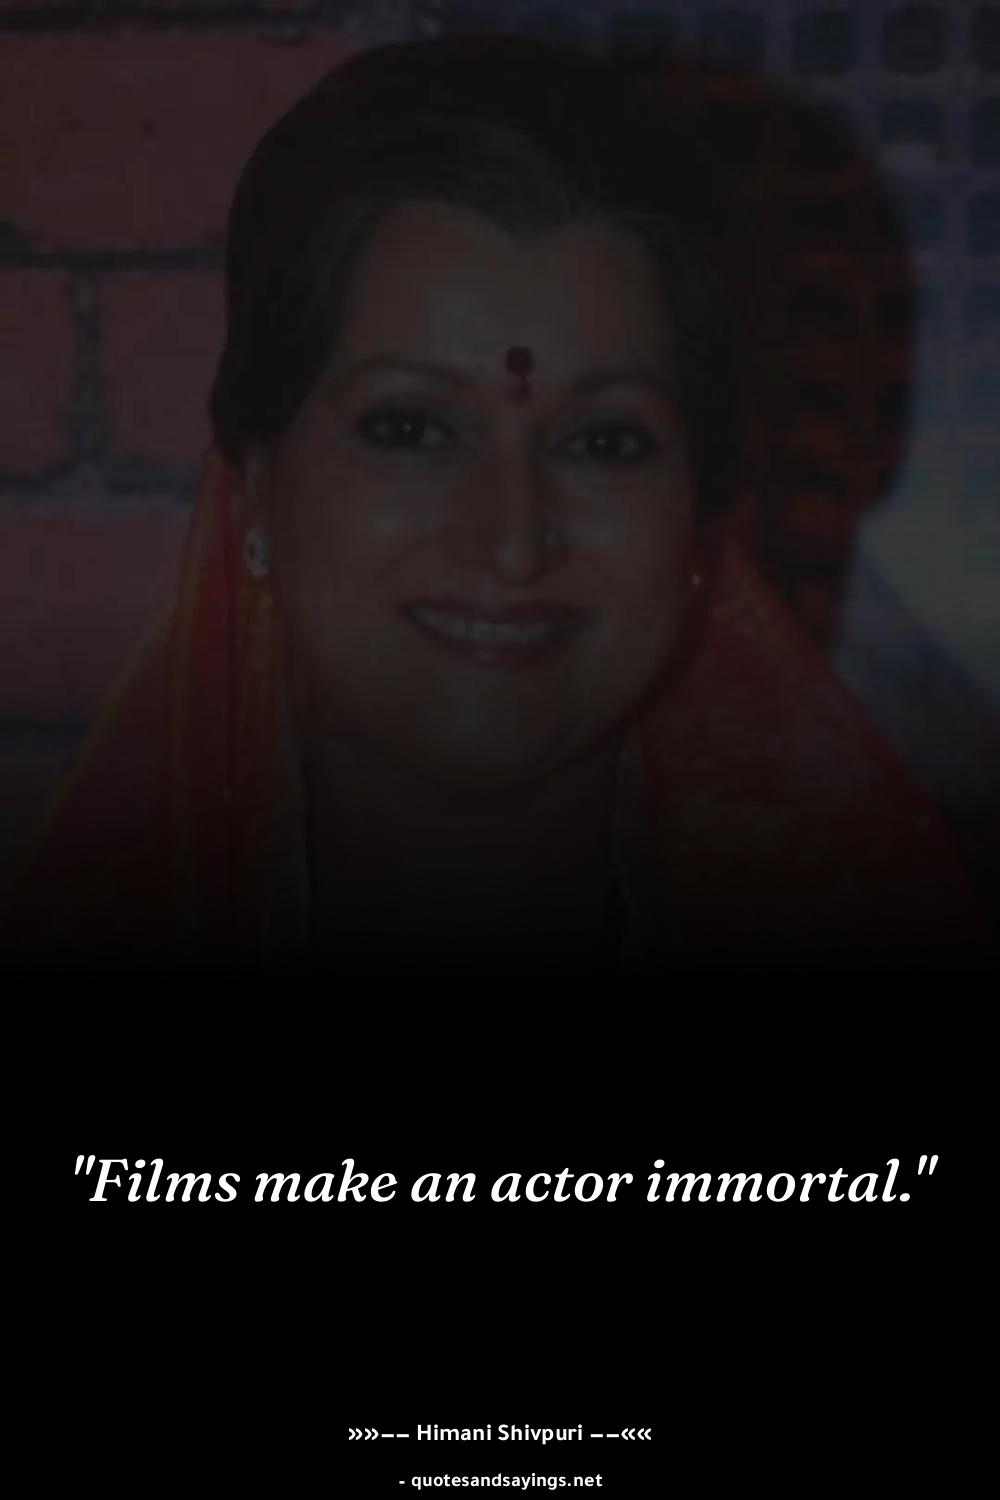 "Films make an actor immortal."
»»–– Himani Shivpuri ––««
- quotesandsayings.net